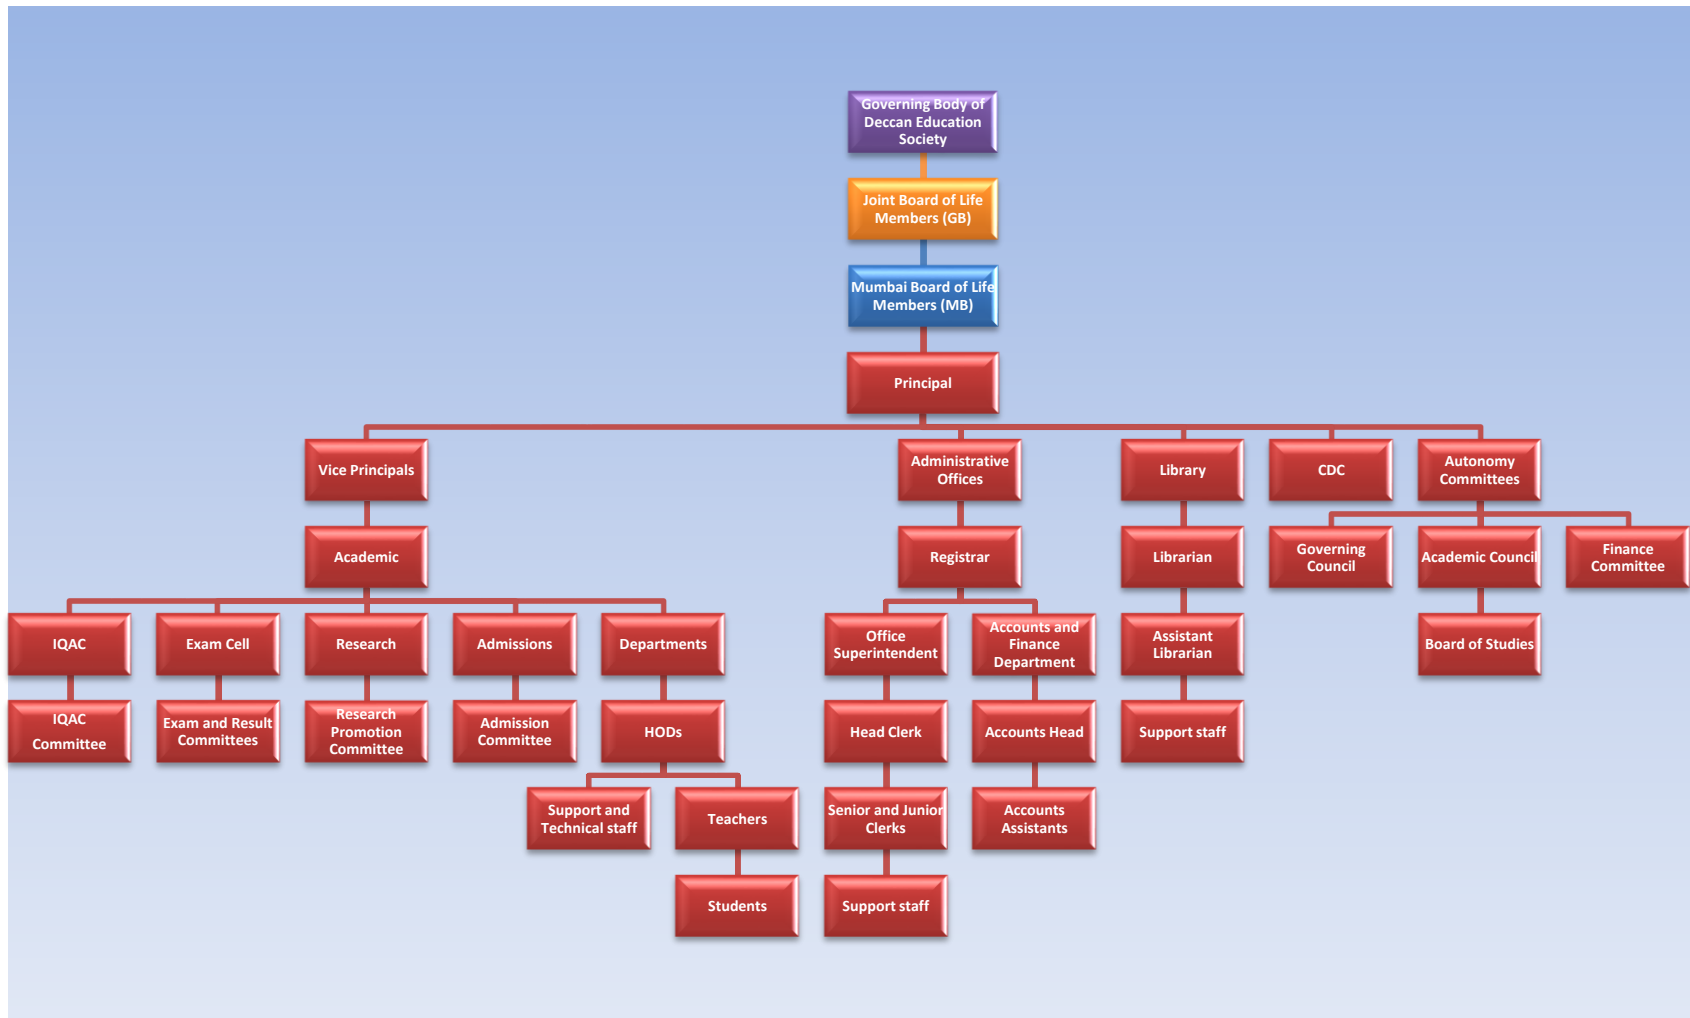 Governing Body of
Deccan Education
Society
Joint Board of Life
Members (GB)
Mumbai Board of Life
Members (MB)
Principal
Vice Principals
Administrative
Offices
Library
CDC
Autonomy
Committees
Academic
Registrar
Librarian
Governing
Council
Academic Council
Finance
Committee
IQAC
Exam Cell
Research
Admissions
Departments
Office
Superintendent
Accounts and
Finance
Department
Assistant
Librarian
Board of Studies
IQAC
Committee
Exam and Result
Committees
Research
Promotion
Committee
Admission
Committee
HODs
Head Clerk
Accounts Head
Support staff
Support and
Technical staff
Teachers
Senior and Junior
Clerks
Accounts
Assistants
Students
Support staff